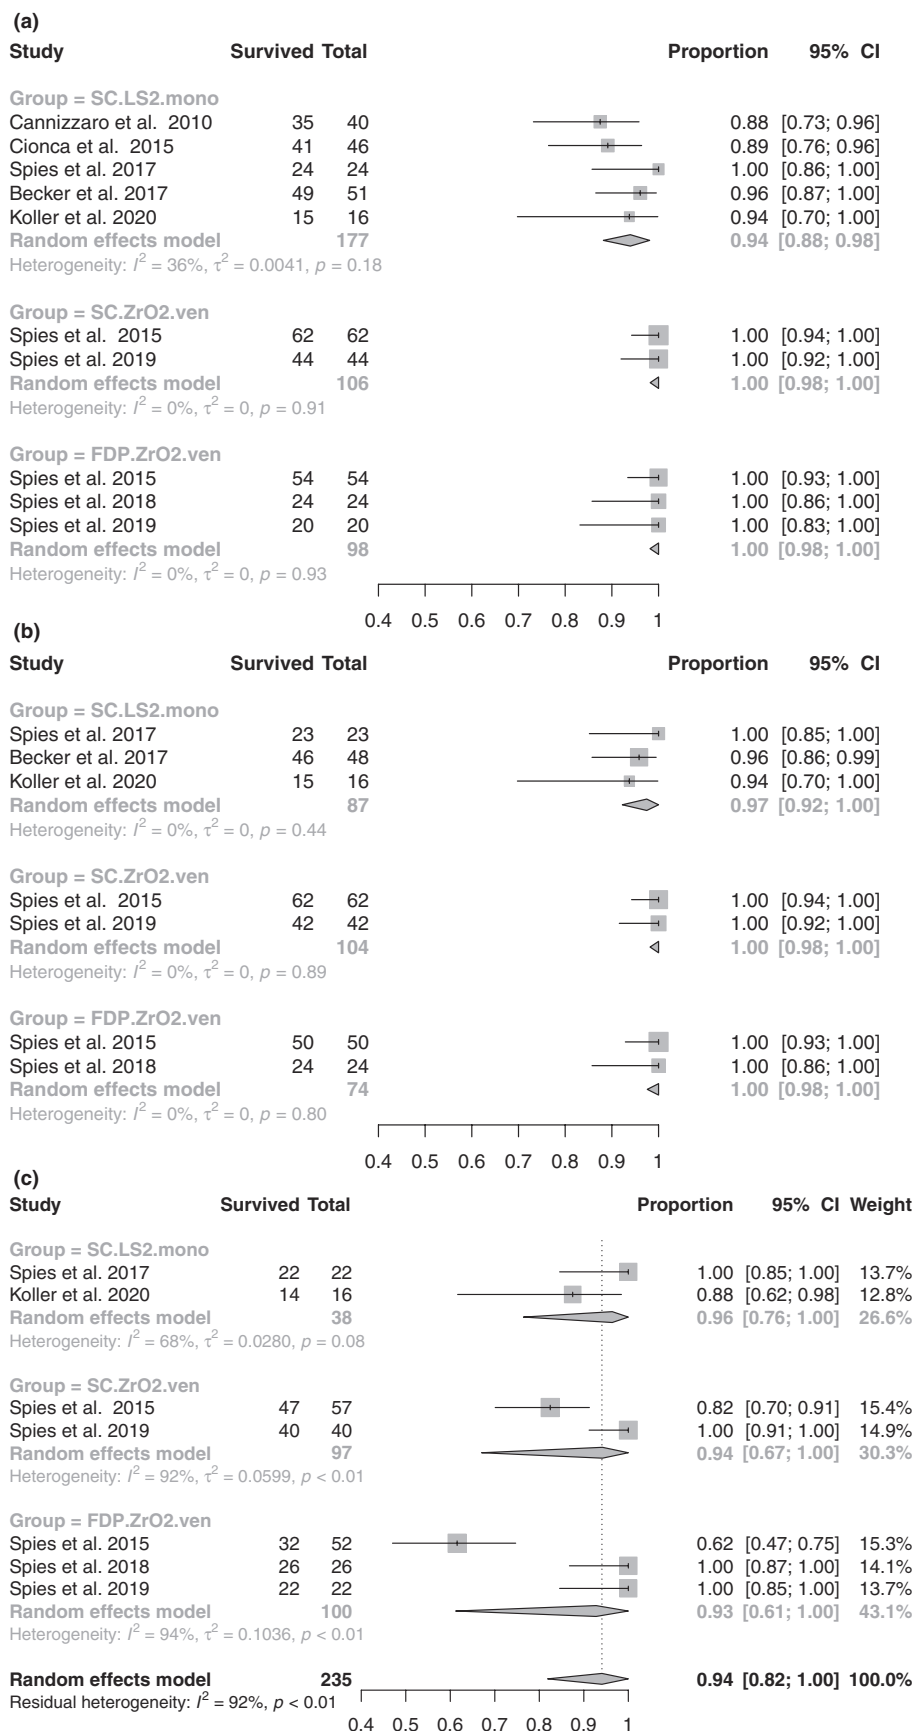 (a)
Study Survived Total Proportion 95% CI
Group = SC.LS2.mono
Cannizzaro et al. 2010 35 40 0.88 [0.73; 0.96]
Cionca et al. 2015 41 46 0.89 [0.76; 0.96]
Spies et al. 2017 24 24 1.00 [0.86; 1.00]
Becker et al. 2017 49 51 0.96 [0.87; 1.00]
Koller et al. 2020 15 16 0.94 [0.70; 1.00]
Random effects model 177 0.94 [0.88; 0.98]
Heterogeneity: I² = 36%, τ² = 0.0041, p = 0.18
Group = SC.ZrO2.ven
Spies et al. 2015 62 62 1.00 [0.94; 1.00]
Spies et al. 2019 44 44 1.00 [0.92; 1.00]
Random effects model 106 1.00 [0.98; 1.00]
Heterogeneity: I² = 0%, τ² = 0, p = 0.91
Group = FDP.ZrO2.ven
Spies et al. 2015 54 54 1.00 [0.93; 1.00]
Spies et al. 2018 24 24 1.00 [0.86; 1.00]
Spies et al. 2019 20 20 1.00 [0.83; 1.00]
Random effects model 98 1.00 [0.98; 1.00]
Heterogeneity: I² = 0%, τ² = 0, p = 0.93
0.4 0.5 0.6 0.7 0.8 0.9 1
(b)
Study Survived Total Proportion 95% CI
Group = SC.LS2.mono
Spies et al. 2017 23 23 1.00 [0.85; 1.00]
Becker et al. 2017 46 48 0.96 [0.86; 0.99]
Koller et al. 2020 15 16 0.94 [0.70; 1.00]
Random effects model 87 0.97 [0.92; 1.00]
Heterogeneity: I² = 0%, τ² = 0, p = 0.44
Group = SC.ZrO2.ven
Spies et al. 2015 62 62 1.00 [0.94; 1.00]
Spies et al. 2019 42 42 1.00 [0.92; 1.00]
Random effects model 104 1.00 [0.98; 1.00]
Heterogeneity: I² = 0%, τ² = 0, p = 0.89
Group = FDP.ZrO2.ven
Spies et al. 2015 50 50 1.00 [0.93; 1.00]
Spies et al. 2018 24 24 1.00 [0.86; 1.00]
Random effects model 74 1.00 [0.98; 1.00]
Heterogeneity: I² = 0%, τ² = 0, p = 0.80
0.4 0.5 0.6 0.7 0.8 0.9 1
(c)
Study Survived Total Proportion 95% CI Weight
Group = SC.LS2.mono
Spies et al. 2017 22 22 1.00 [0.85; 1.00] 13.7%
Koller et al. 2020 14 16 0.88 [0.62; 0.98] 12.8%
Random effects model 38 0.96 [0.76; 1.00] 26.6%
Heterogeneity: I² = 68%, τ² = 0.0280, p = 0.08
Group = SC.ZrO2.ven
Spies et al. 2015 47 57 0.82 [0.70; 0.91] 15.4%
Spies et al. 2019 40 40 1.00 [0.91; 1.00] 14.9%
Random effects model 97 0.94 [0.67; 1.00] 30.3%
Heterogeneity: I² = 92%, τ² = 0.0599, p < 0.01
Group = FDP.ZrO2.ven
Spies et al. 2015 32 52 0.62 [0.47; 0.75] 15.3%
Spies et al. 2018 26 26 1.00 [0.87; 1.00] 14.1%
Spies et al. 2019 22 22 1.00 [0.85; 1.00] 13.7%
Random effects model 100 0.93 [0.61; 1.00] 43.1%
Heterogeneity: I² = 94%, τ² = 0.1036, p < 0.01
Random effects model 235 0.94 [0.82; 1.00] 100.0%
Residual heterogeneity: I² = 92%, p < 0.01
0.4 0.5 0.6 0.7 0.8 0.9 1